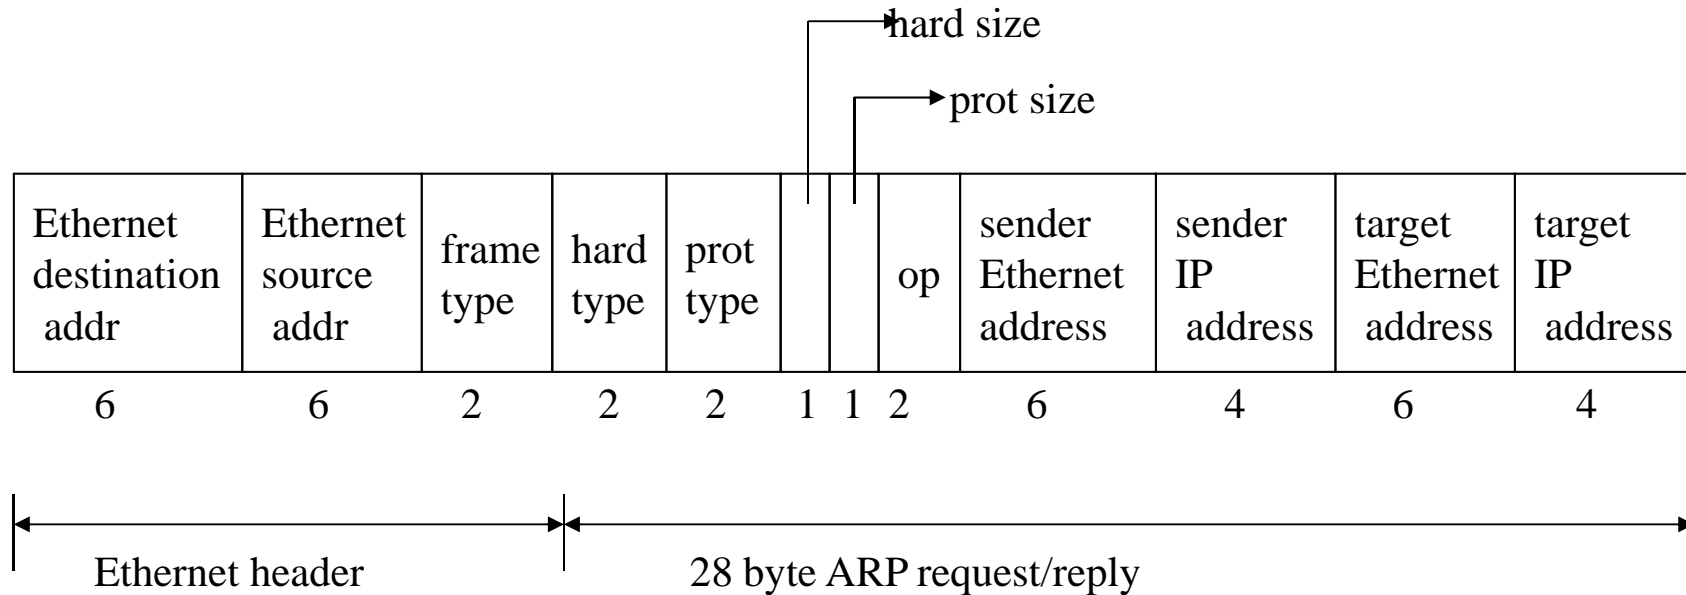 hard size
prot size
Ethernet
destination
addr
Ethernet
source
addr
frame
type
hard
type
prot
type
op
sender
Ethernet
address
sender
IP
address
target
Ethernet
address
target
IP
address
6 6 2 2 2 1 1 2 6 4 6 4
Ethernet header
28 byte ARP request/reply